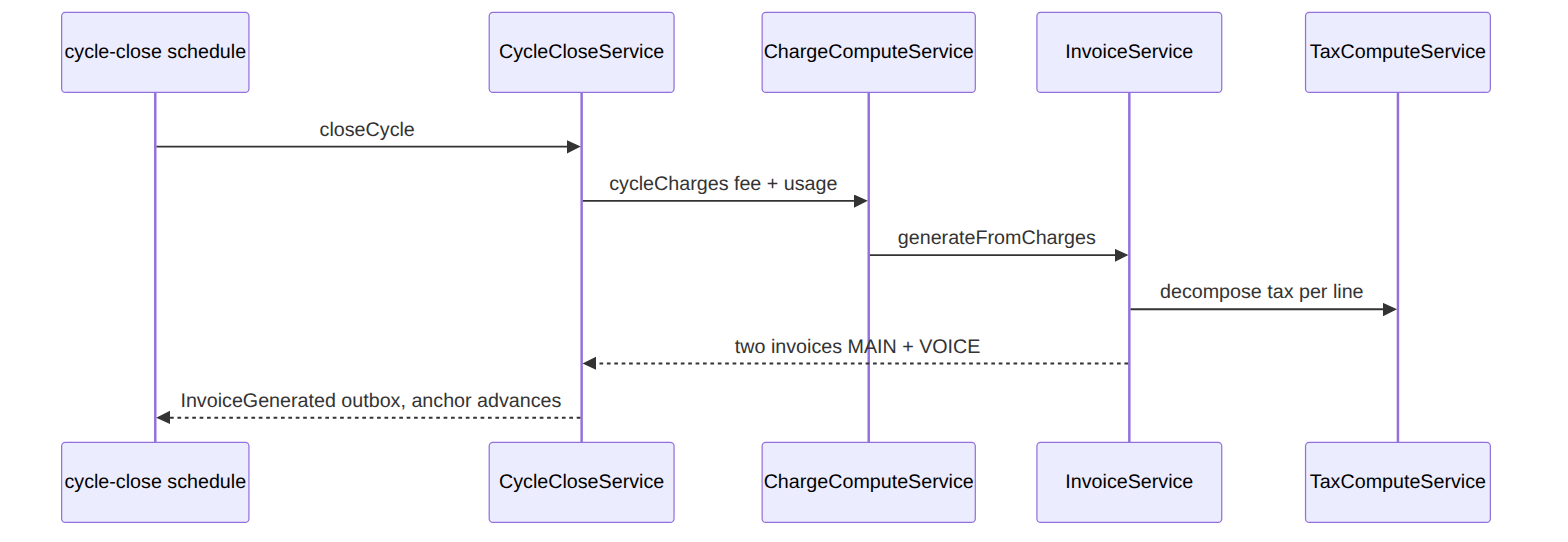 cycle-close schedule
CycleCloseService
ChargeComputeService
InvoiceService
TaxComputeService
closeCycle
cycleCharges fee + usage
generateFromCharges
decompose tax per line
two invoices MAIN + VOICE
InvoiceGenerated outbox, anchor advances
cycle-close schedule
CycleCloseService
ChargeComputeService
InvoiceService
TaxComputeService